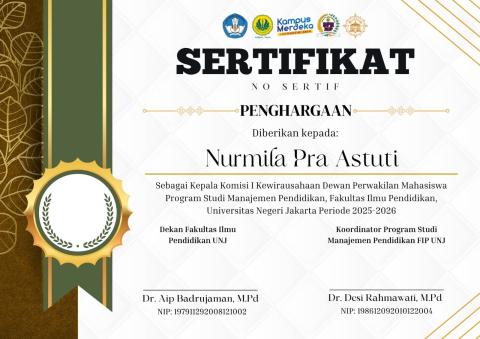 Kampus
Merdeka
SERTIFIKAT
NO SERTIF
PENGHARGAAN
Diberikan kepada:
Nurmila Pra Astuti
Sebagai Kepala Komisi I Kewirausahaan Dewan Perwakilan Mahasiswa
Program Studi Manajemen Pendidikan, Fakultas Ilmu Pendidikan,
Universitas Negeri Jakarta Periode 2025-2026
Dekan Fakultas Ilmu
Pendidikan UNJ
Koordinator Program Studi
Manajemen Pendidikan FIP UNJ
Dr. Aip Badrujaman, M.Pd
NIP: 197911292008121002
Dr. Desi Rahmawati, M.Pd
NIP: 198612092010122004